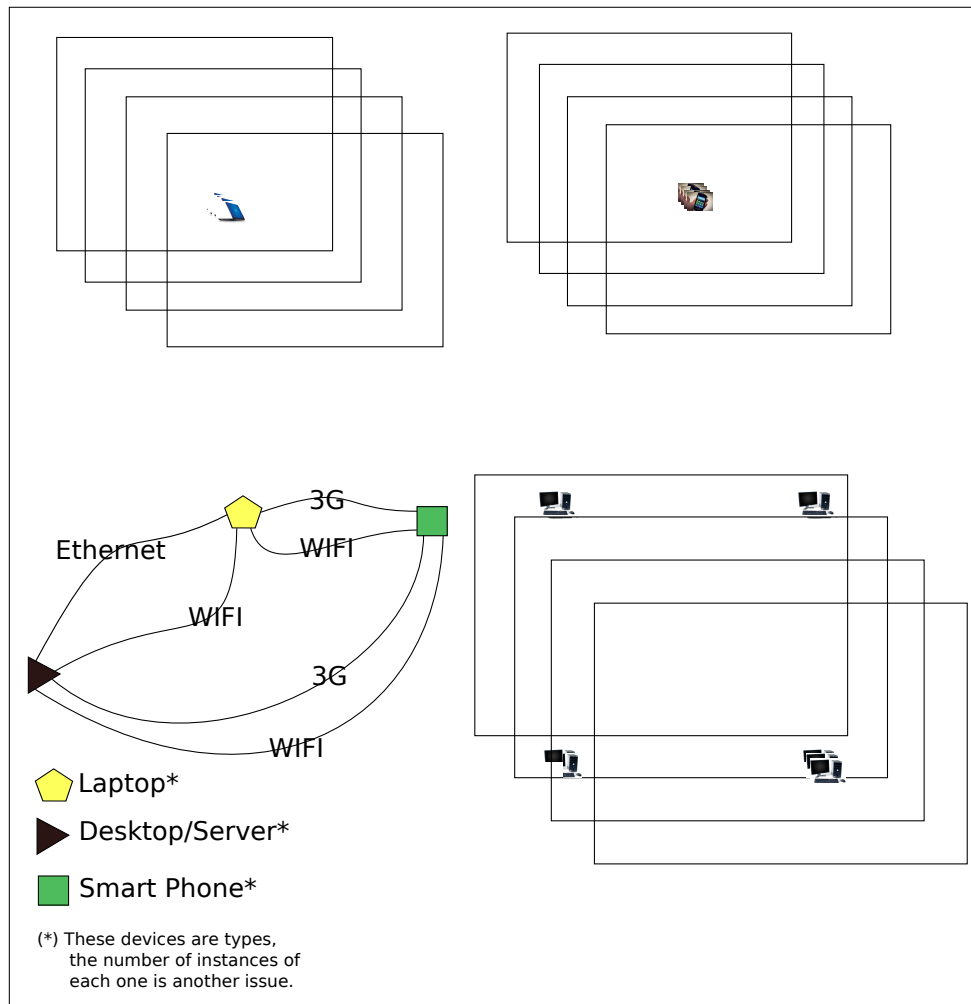 3G
Ethernet
WIFI
WIFI
3G
WIFI
Laptop*
Desktop/Server*
Smart Phone*
(*) These devices are types,
the number of instances of
each one is another issue.